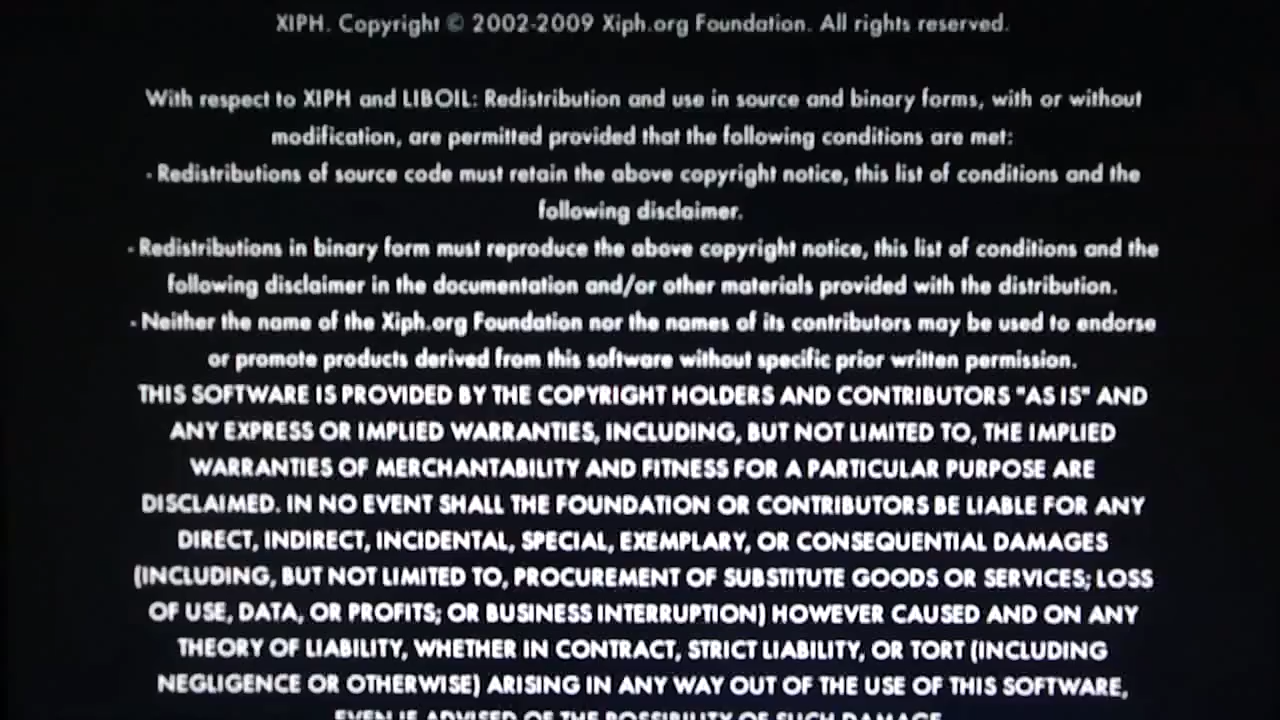 XIPH. Copyright © 2002-2009 Xiph.org Foundation. All rights reserved.
With respect to XIPH and LIBOIL: Redistribution and use in source and binary forms, with or without
modification, are permitted provided that the following conditions are met:
- Redistributions of source code must retain the above copyright notice, this list of conditions and the
following disclaimer.
- Redistributions in binary form must reproduce the above copyright notice, this list of conditions and the
following disclaimer in the documentation and/or other materials provided with the distribution.
- Neither the name of the Xiph.org Foundation nor the names of its contributors may be used to endorse
or promote products derived from this software without specific prior written permission.
THIS SOFTWARE IS PROVIDED BY THE COPYRIGHT HOLDERS AND CONTRIBUTORS "AS IS" AND
ANY EXPRESS OR IMPLIED WARRANTIES, INCLUDING, BUT NOT LIMITED TO, THE IMPLIED
WARRANTIES OF MERCHANTABILITY AND FITNESS FOR A PARTICULAR PURPOSE ARE
DISCLAIMED. IN NO EVENT SHALL THE FOUNDATION OR CONTRIBUTORS BE LIABLE FOR ANY
DIRECT, INDIRECT, INCIDENTAL, SPECIAL, EXEMPLARY, OR CONSEQUENTIAL DAMAGES
(INCLUDING, BUT NOT LIMITED TO, PROCUREMENT OF SUBSTITUTE GOODS OR SERVICES; LOSS
OF USE, DATA, OR PROFITS; OR BUSINESS INTERRUPTION) HOWEVER CAUSED AND ON ANY
THEORY OF LIABILITY, WHETHER IN CONTRACT, STRICT LIABILITY, OR TORT (INCLUDING
NEGLIGENCE OR OTHERWISE) ARISING IN ANY WAY OUT OF THE USE OF THIS SOFTWARE,
EVEN IF ADVISED OF THE POSSIBILITY OF SUCH DAMAGE